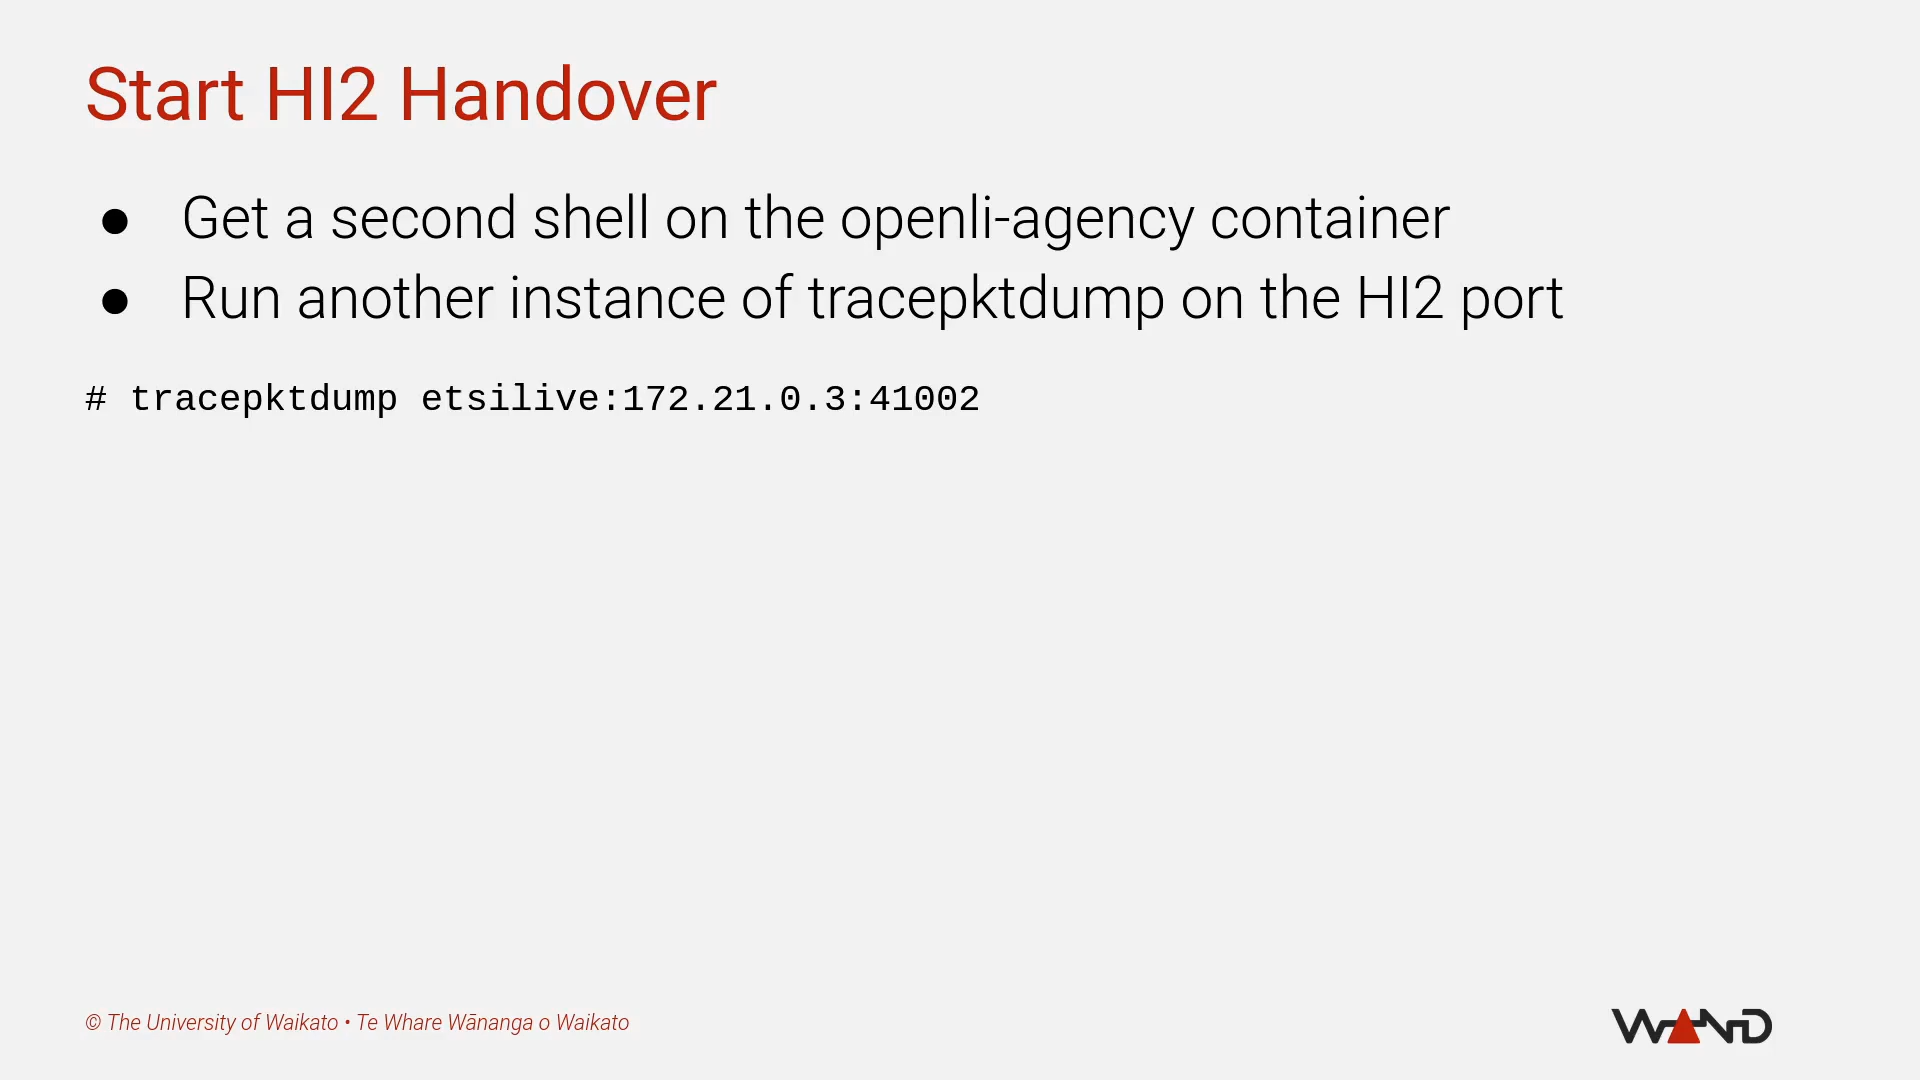 Start HI2 Handover
● Get a second shell on the openli-agency container
● Run another instance of tracepktdump on the HI2 port
# tracepktdump etsilive:172.21.0.3:41002
© The University of Waikato • Te Whare Wānanga o Waikato
WAND